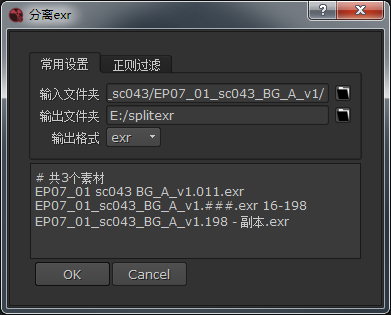 分离exr
常用设置 正则过滤
输入文件夹 _sc043/EP07_01_sc043_BG_A_v1/
输出文件夹 E:/splitexr
输出格式 exr
# 共3个素材
EP07_01 sc043 BG_A_v1.011.exr
EP07_01_sc043_BG_A_v1.###.exr 16-198
EP07_01_sc043_BG_A_v1.198 - 副本.exr
OK Cancel